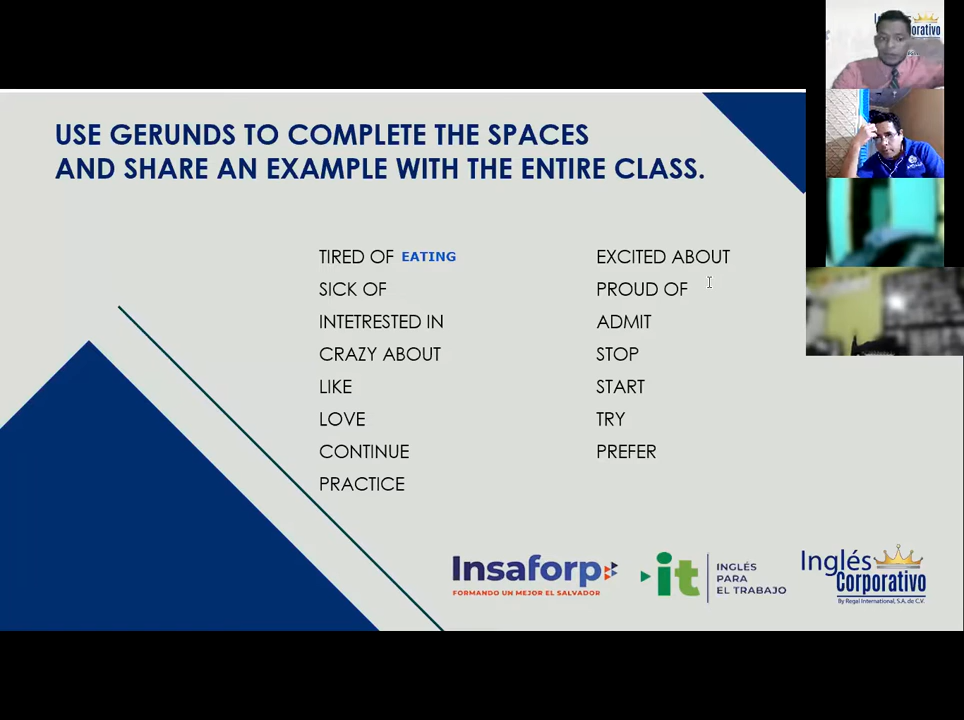 USE GERUNDS TO COMPLETE THE SPACES
AND SHARE AN EXAMPLE WITH THE ENTIRE CLASS.
TIRED OF EATING
SICK OF
INTETRESTED IN
CRAZY ABOUT
LIKE
LOVE
CONTINUE
PRACTICE
EXCITED ABOUT
PROUD OF
ADMIT
STOP
START
TRY
PREFER
Insaforp
FORMANDO UN MEJOR EL SALVADOR
it
INGLÉS
PARA
EL TRABAJO
Inglés
Corporativo
By Regal International, S.A. de C.V.